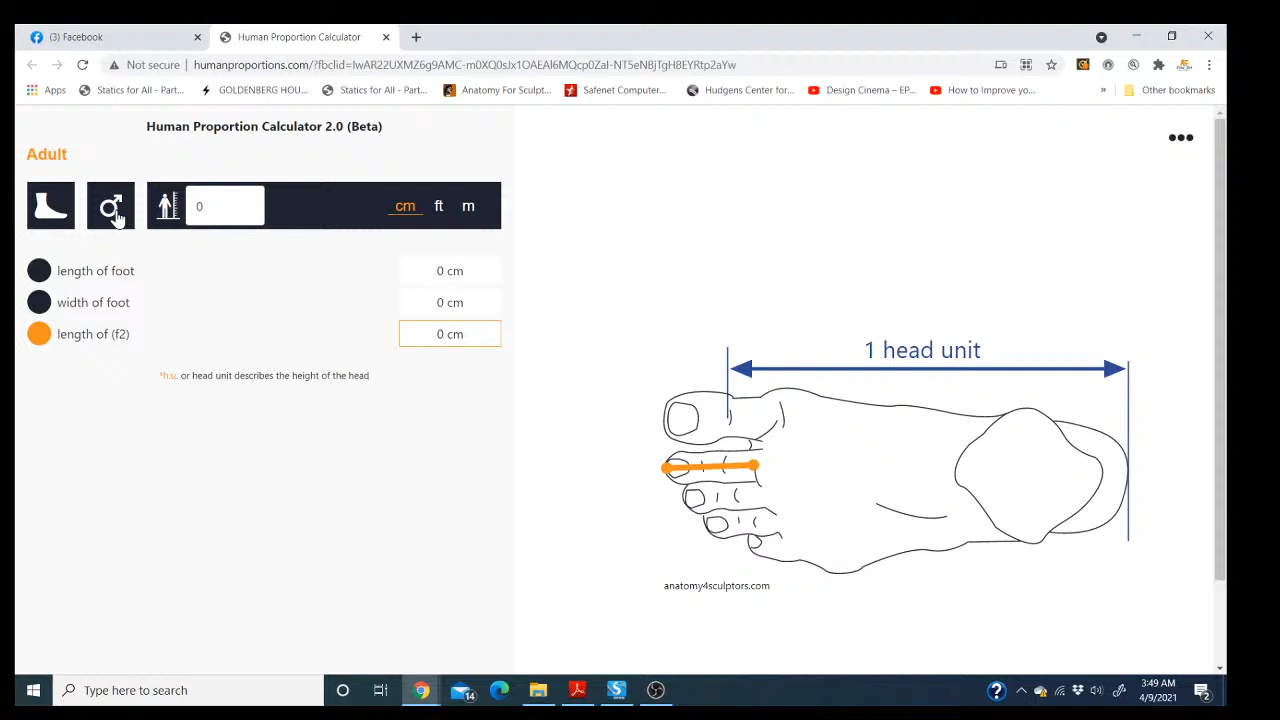 (3) Facebook
Human Proportion Calculator
Not secure
humanproportions.com/?fbclid=IwAR22UXMZ6g9AMC-m0XQ0sJx1OAEAl6MQcp0ZaI-NT5eNBjTgH8EYRtp2aYw
Apps
Statics for All - Part...
GOLDENBERG HOU...
Statics for All - Part...
Anatomy For Sculpt...
Safenet Computer...
Hudgens Center for...
Design Cinema – EP...
How to Improve yo...
»
Other bookmarks
Human Proportion Calculator 2.0 (Beta)
Adult
0
cm ft m
length of foot 0 cm
width of foot 0 cm
length of (f2) 0 cm
*h.u. or head unit describes the height of the head
1 head unit
anatomy4sculptors.com
Type here to search
14
3:49 AM
4/9/2021
2